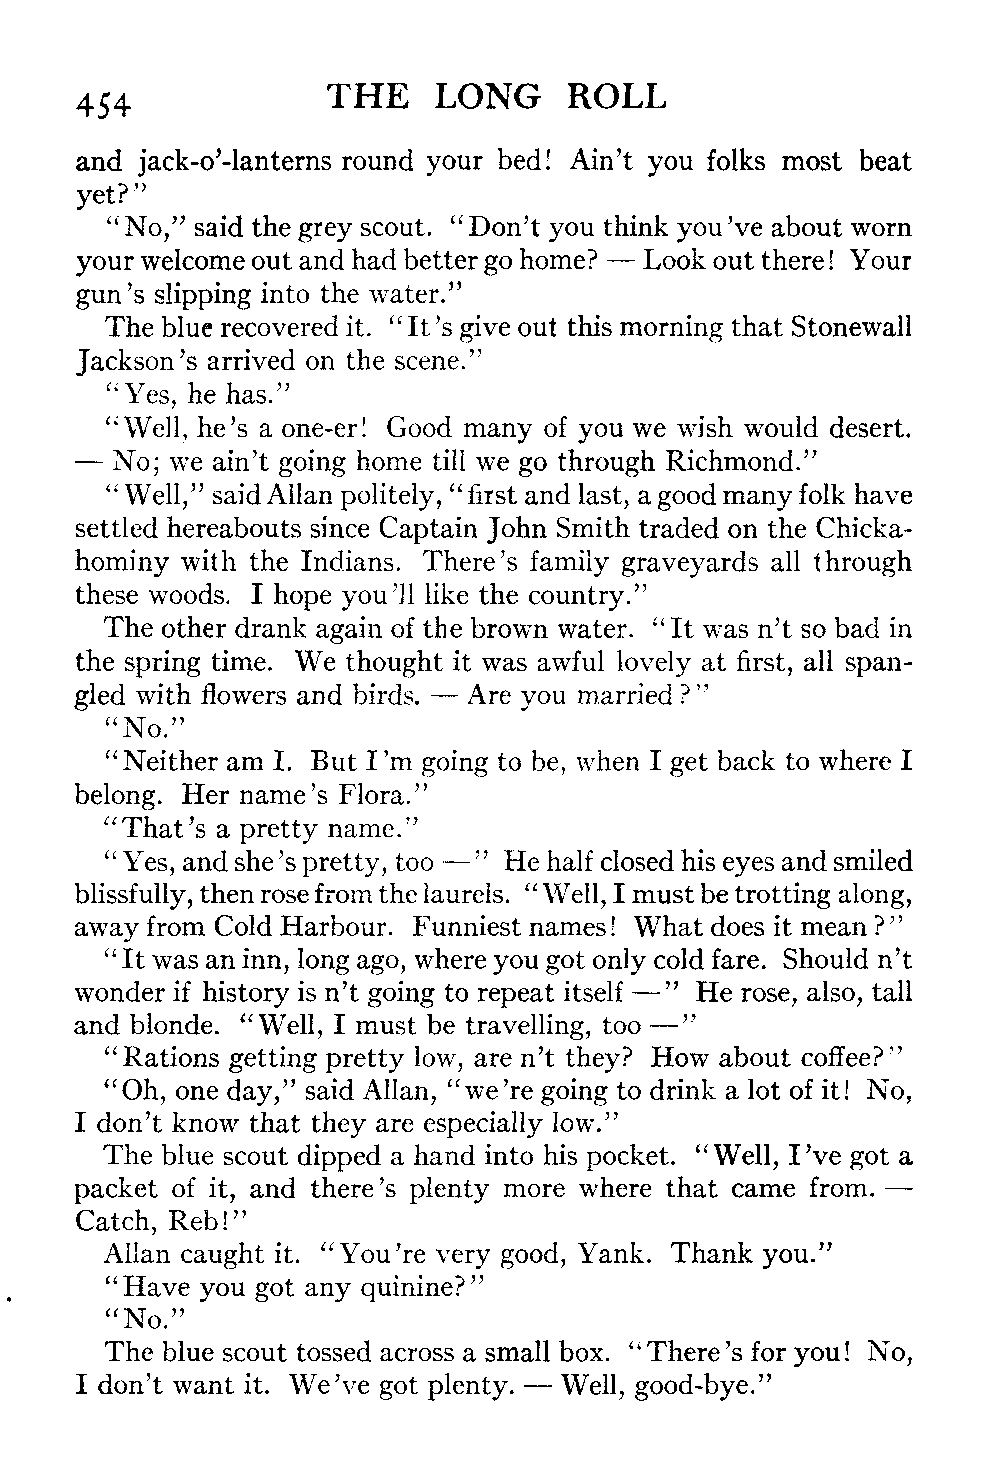 454 THE LONG ROLL
and jack-o'-lanterns round your bed! Ain't you folks most beat
yet?"
"No," said the grey scout. "Don't you think you've about worn
your welcome out and had better go home? — Look out there! Your
gun's slipping into the water."
The blue recovered it. "It's give out this morning that Stonewall
Jackson's arrived on the scene."
"Yes, he has."
"Well, he's a one-er! Good many of you we wish would desert.
— No; we ain't going home till we go through Richmond."
"Well," said Allan politely, "first and last, a good many folk have
settled hereabouts since Captain John Smith traded on the Chicka-
hominy with the Indians. There's family graveyards all through
these woods. I hope you'll like the country."
The other drank again of the brown water. "It was n't so bad in
the spring time. We thought it was awful lovely at first, all span-
gled with flowers and birds. — Are you married?"
"No."
"Neither am I. But I'm going to be, when I get back to where I
belong. Her name's Flora."
"That's a pretty name."
"Yes, and she's pretty, too —" He half closed his eyes and smiled
blissfully, then rose from the laurels. "Well, I must be trotting along,
away from Cold Harbour. Funniest names! What does it mean?"
"It was an inn, long ago, where you got only cold fare. Should n't
wonder if history is n't going to repeat itself —" He rose, also, tall
and blonde. "Well, I must be travelling, too —"
"Rations getting pretty low, are n't they? How about coffee?"
"Oh, one day," said Allan, "we're going to drink a lot of it! No,
I don't know that they are especially low."
The blue scout dipped a hand into his pocket. "Well, I've got a
packet of it, and there's plenty more where that came from. —
Catch, Reb!"
Allan caught it. "You're very good, Yank. Thank you."
"Have you got any quinine?"
"No."
The blue scout tossed across a small box. "There's for you! No,
I don't want it. We've got plenty. — Well, good-bye."